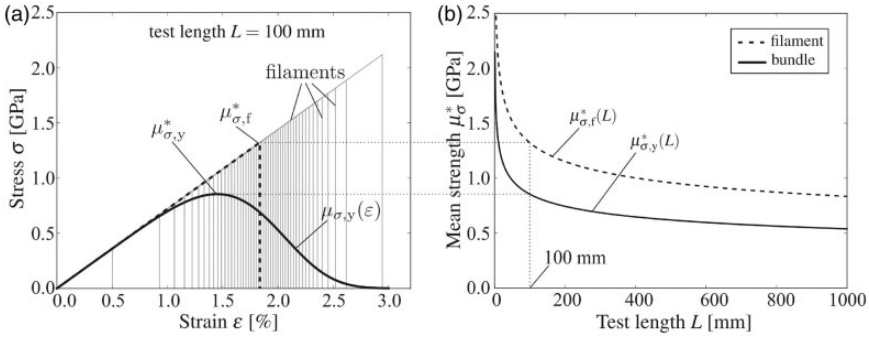 (a)
test length L = 100 mm
filaments
μ*σ,f
μ*σ,y
μσ,y(ε)
Stress σ [GPa]
2.5
2.0
1.5
1.0
0.5
0.0
0.0 0.5 1.0 1.5 2.0 2.5 3.0
Strain ε [%]
(b)
filament
bundle
μ*σ,f(L)
μ*σ,y(L)
100 mm
Mean strength μ*σ [GPa]
2.5
2.0
1.5
1.0
0.5
0.0
0 200 400 600 800 1000
Test length L [mm]